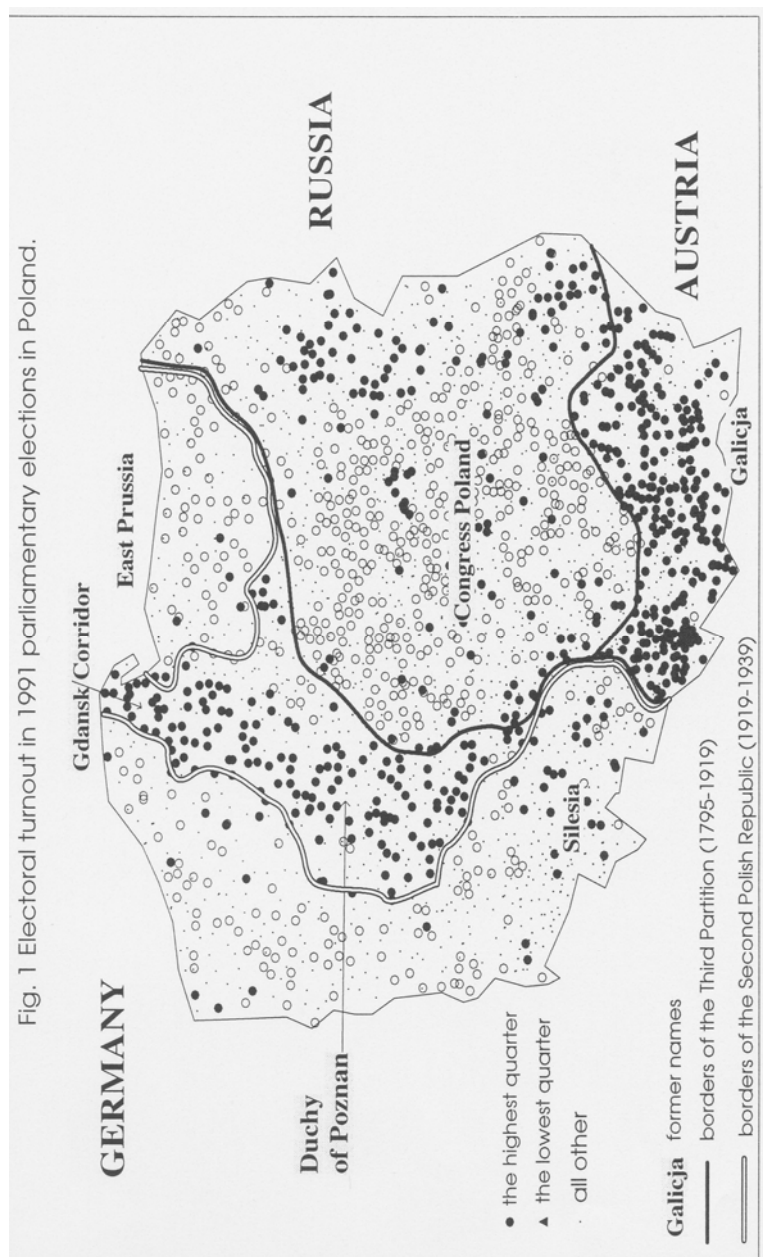 Fig. 1 Electoral turnout in 1991 parliamentary elections in Poland.
GERMANY
Gdansk/Corridor
East Prussia
RUSSIA
Duchy
of Poznan
Congress Poland
Silesia
Galicja
AUSTRIA
● the highest quarter
▲ the lowest quarter
· all other
Galicja former names
borders of the Third Partition (1795-1919)
borders of the Second Polish Republic (1919-1939)